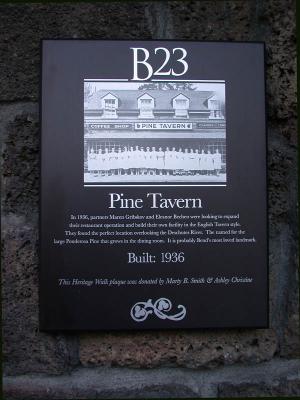 B23
COFFEE SHOP
PINE TAVERN
Pine Tavern
In 1936, partners Maren Gribskov and Eleanor Bechen were looking to expand
their restaurant operation and build their own facility in the English Tavern style.
They found the perfect location overlooking the Deschutes River. The named for the
large Ponderosa Pine that grows in the dining room. It is probably Bend's most loved landmark.
Built: 1936
This Heritage Walk plaque was donated by Marty B. Smith & Ashley Christine